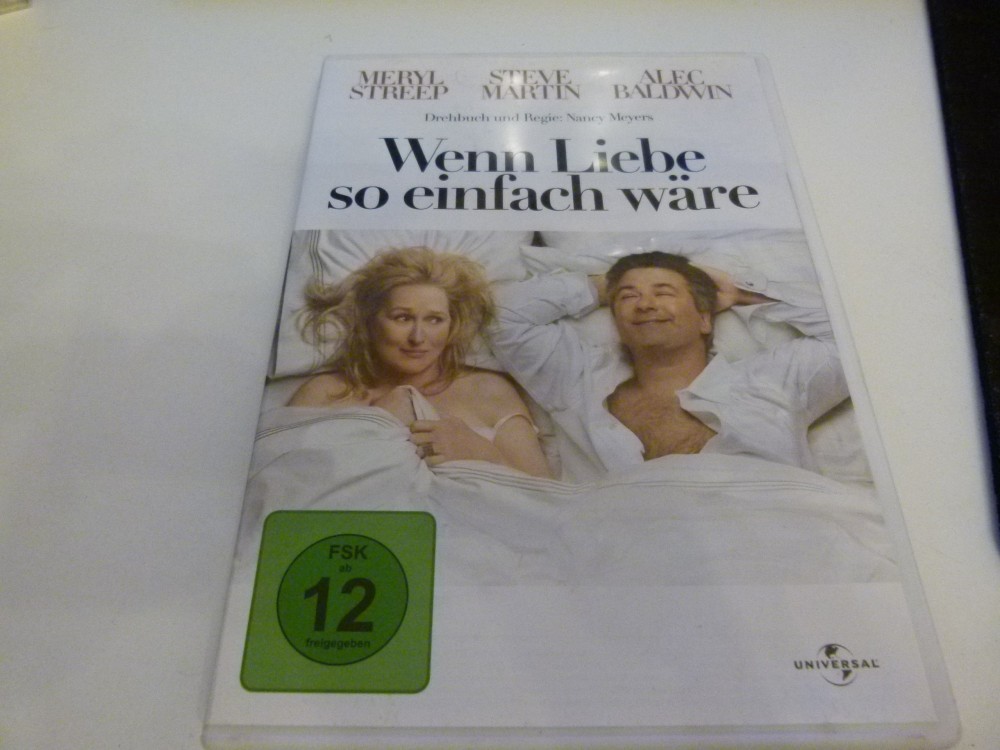 MERYL STREEP
STEVE MARTIN
ALEC BALDWIN
Drehbuch und Regie: Nancy Meyers
Wenn Liebe
so einfach wäre
FSK
ab
12
freigegeben
UNIVERSAL